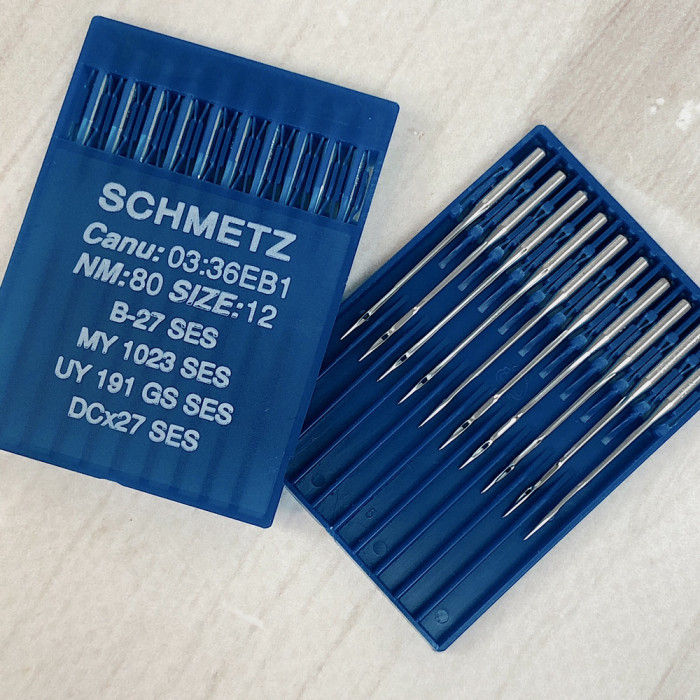 SCHMETZ
Canu: 03:36EB1
NM:80 SIZE:12
B-27 SES
MY 1023 SES
UY 191 GS SES
DCx27 SES